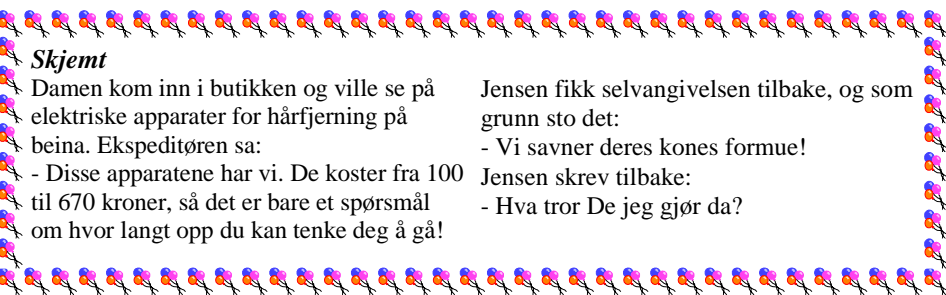 Skjemt
Damen kom inn i butikken og ville se på
elektriske apparater for hårfjerning på
beina. Ekspeditøren sa:
- Disse apparatene har vi. De koster fra 100
til 670 kroner, så det er bare et spørsmål
om hvor langt opp du kan tenke deg å gå!
Jensen fikk selvangivelsen tilbake, og som
grunn sto det:
- Vi savner deres kones formue!
Jensen skrev tilbake:
- Hva tror De jeg gjør da?